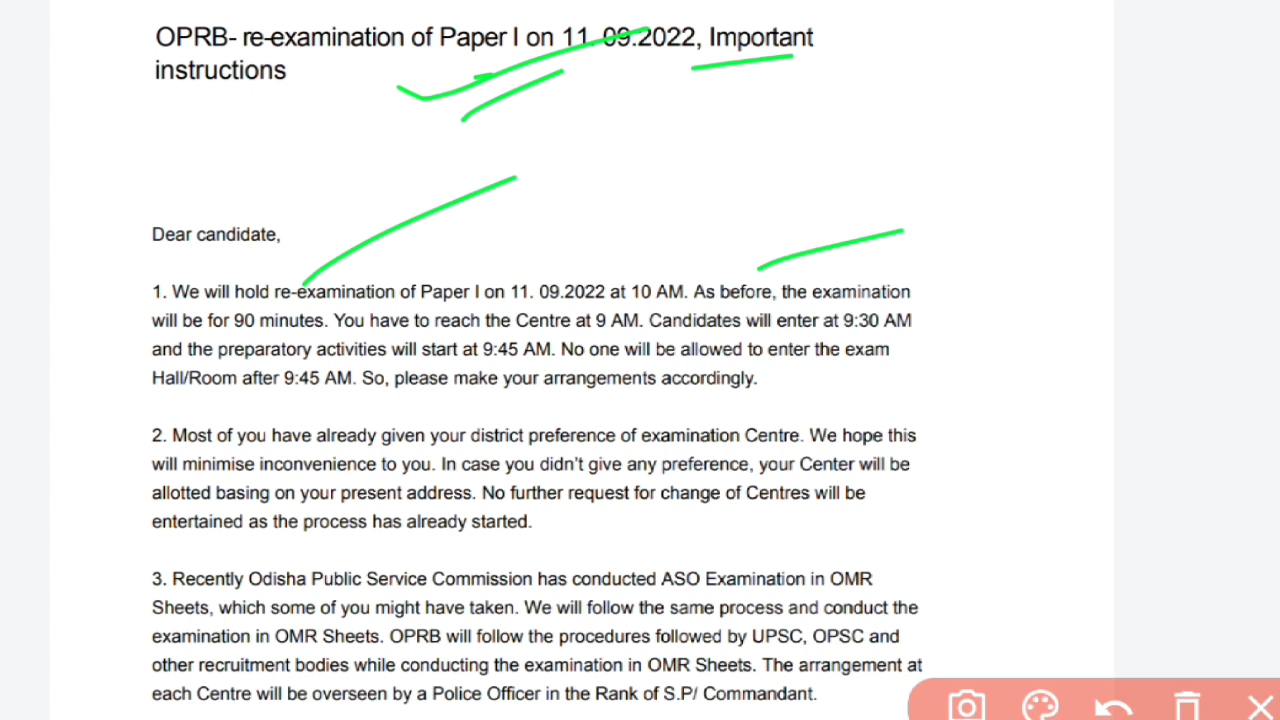 OPRB- re-examination of Paper I on 11. 09.2022, Important
instructions
Dear candidate,
1. We will hold re-examination of Paper I on 11. 09.2022 at 10 AM. As before, the examination
will be for 90 minutes. You have to reach the Centre at 9 AM. Candidates will enter at 9:30 AM
and the preparatory activities will start at 9:45 AM. No one will be allowed to enter the exam
Hall/Room after 9:45 AM. So, please make your arrangements accordingly.
2. Most of you have already given your district preference of examination Centre. We hope this
will minimise inconvenience to you. In case you didn't give any preference, your Center will be
allotted basing on your present address. No further request for change of Centres will be
entertained as the process has already started.
3. Recently Odisha Public Service Commission has conducted ASO Examination in OMR
Sheets, which some of you might have taken. We will follow the same process and conduct the
examination in OMR Sheets. OPRB will follow the procedures followed by UPSC, OPSC and
other recruitment bodies while conducting the examination in OMR Sheets. The arrangement at
each Centre will be overseen by a Police Officer in the Rank of S.P/ Commandant.